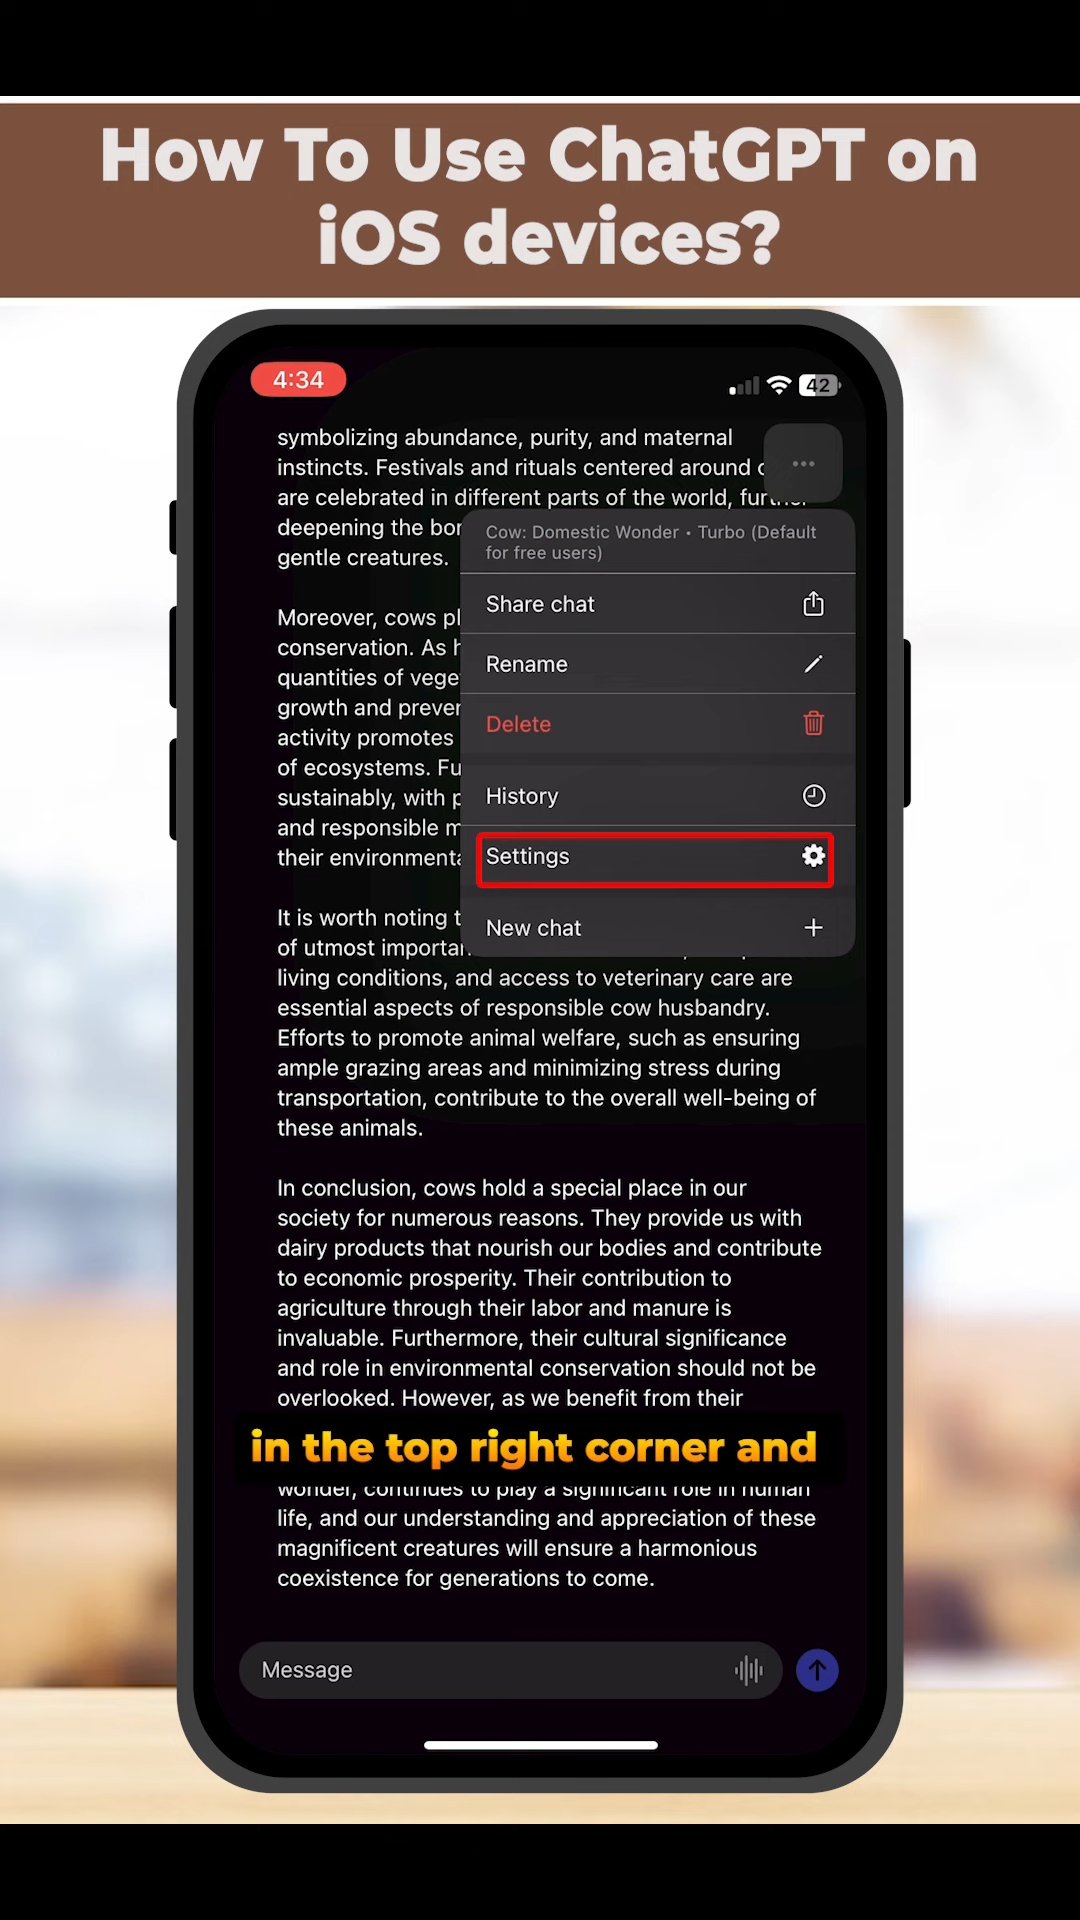 How To Use ChatGPT on
iOS devices?
4:34
42
symbolizing abundance, purity, and maternal
instincts. Festivals and rituals centered around
are celebrated in different parts of the world,
deepening the
gentle creatures.
Cow: Domestic Wonder • Turbo (Default
for free users)
Share chat
Rename
Delete
History
Settings
New chat
Moreover, cows
conservation. As
quantities of
growth and
activity promotes
of ecosystems.
sustainably, with
and responsible
their
It is worth noting
of utmost
living conditions, and access to veterinary care are
essential aspects of responsible cow husbandry.
Efforts to promote animal welfare, such as ensuring
ample grazing areas and minimizing stress during
transportation, contribute to the overall well-being of
these animals.
In conclusion, cows hold a special place in our
society for numerous reasons. They provide us with
dairy products that nourish our bodies and contribute
to economic prosperity. Their contribution to
agriculture through their labor and manure is
invaluable. Furthermore, their cultural significance
and role in environmental conservation should not be
overlooked. However, as we benefit from their
in the top right corner and
wonder, continues to play a significant role in human
life, and our understanding and appreciation of these
magnificent creatures will ensure a harmonious
coexistence for generations to come.
Message